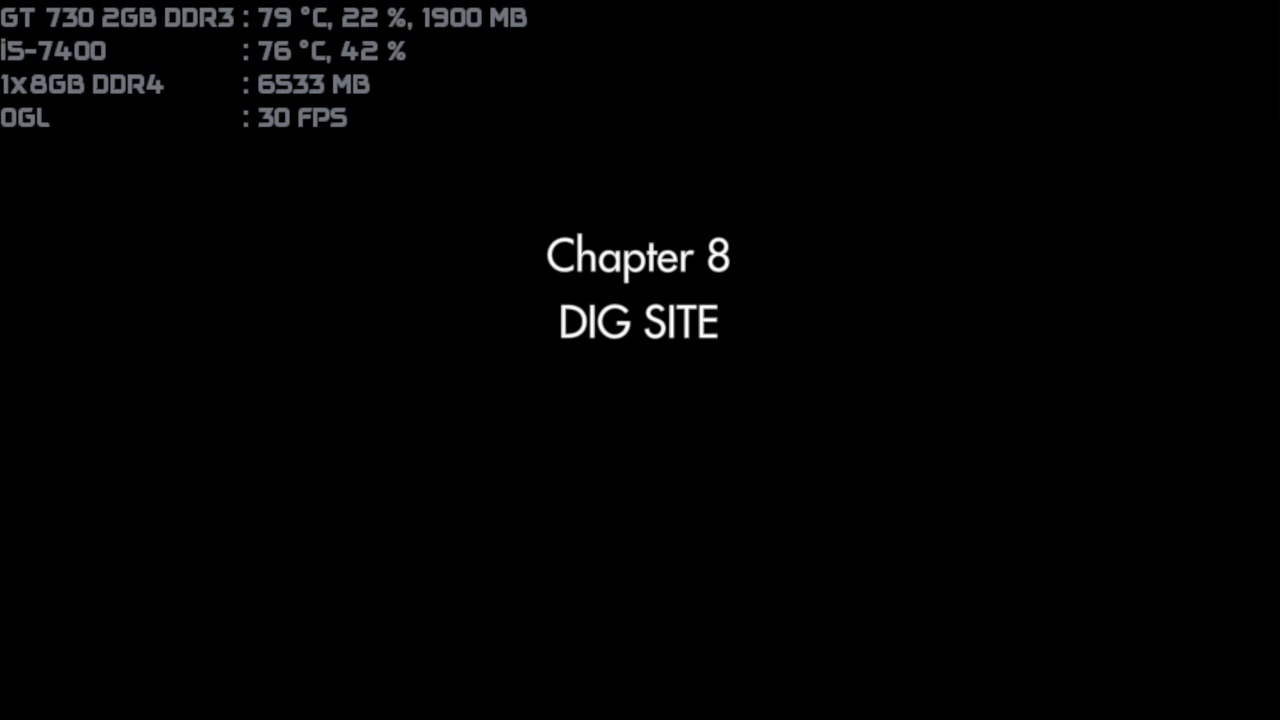 GT 730 2GB DDR3 : 79 °C, 22 %, 1900 MB
i5-7400 : 76 °C, 42 %
1x8GB DDR4 : 6533 MB
OGL : 30 FPS
Chapter 8
DIG SITE